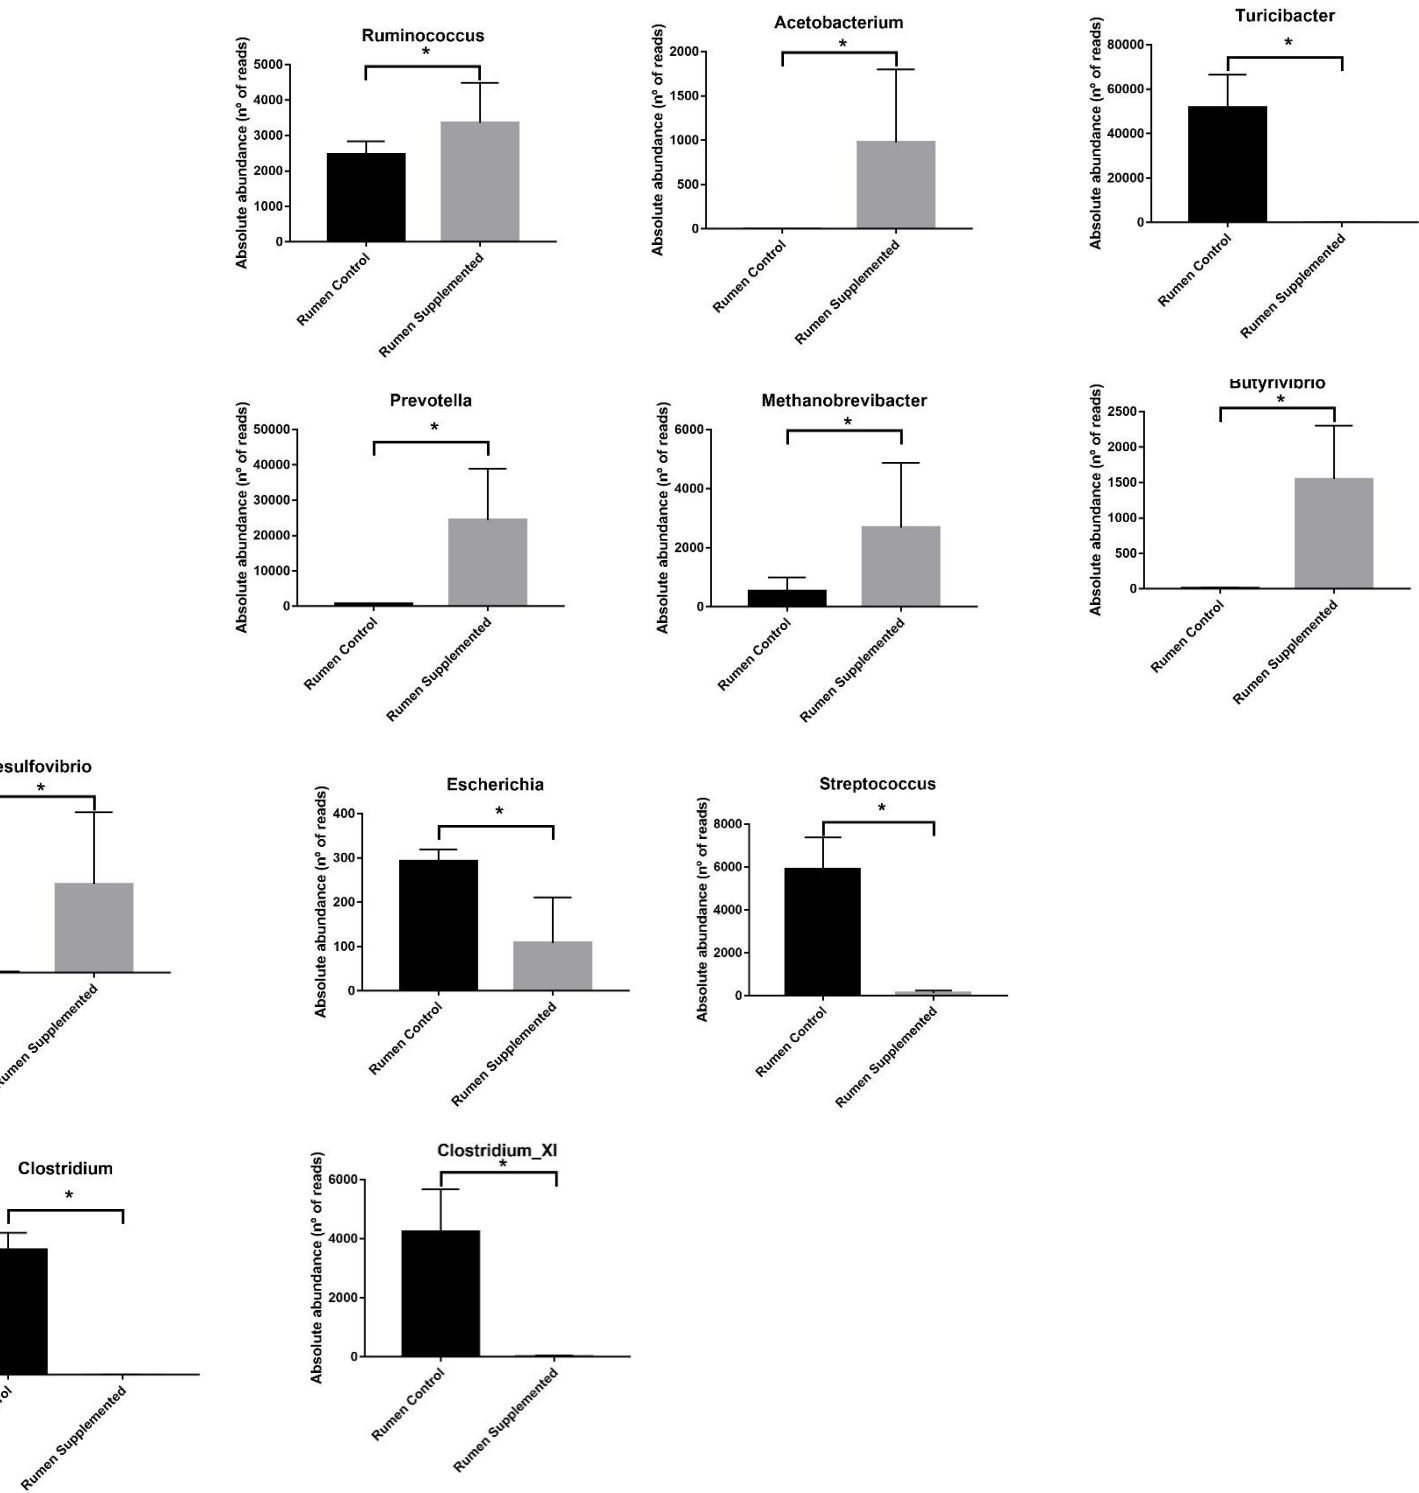 Ruminococcus
*
Absolute abundance (nº of reads)
5000
4000
3000
2000
1000
0
Rumen Control
Rumen Supplemented
Acetobacterium
*
Absolute abundance (nº of reads)
2000
1500
1000
500
0
Rumen Control
Rumen Supplemented
Turicibacter
*
Absolute abundance (nº of reads)
80000
60000
40000
20000
0
Rumen Control
Rumen Supplemented
Prevotella
*
Absolute abundance (nº of reads)
50000
40000
30000
20000
10000
0
Rumen Control
Rumen Supplemented
Methanobrevibacter
*
Absolute abundance (nº of reads)
6000
4000
2000
0
Rumen Control
Rumen Supplemented
Butyrivibrio
*
Absolute abundance (nº of reads)
2500
2000
1500
1000
500
0
Rumen Control
Rumen Supplemented
esulfovibrio
*
Rumen Supplemented
Escherichia
*
Absolute abundance (nº of reads)
400
300
200
100
0
Rumen Control
Rumen Supplemented
Streptococcus
*
Absolute abundance (nº of reads)
8000
6000
4000
2000
0
Rumen Control
Rumen Supplemented
Clostridium
*
rol
Rumen Supplemented
Clostridium_XI
*
Absolute abundance (nº of reads)
6000
4000
2000
0
Rumen Control
Rumen Supplemented